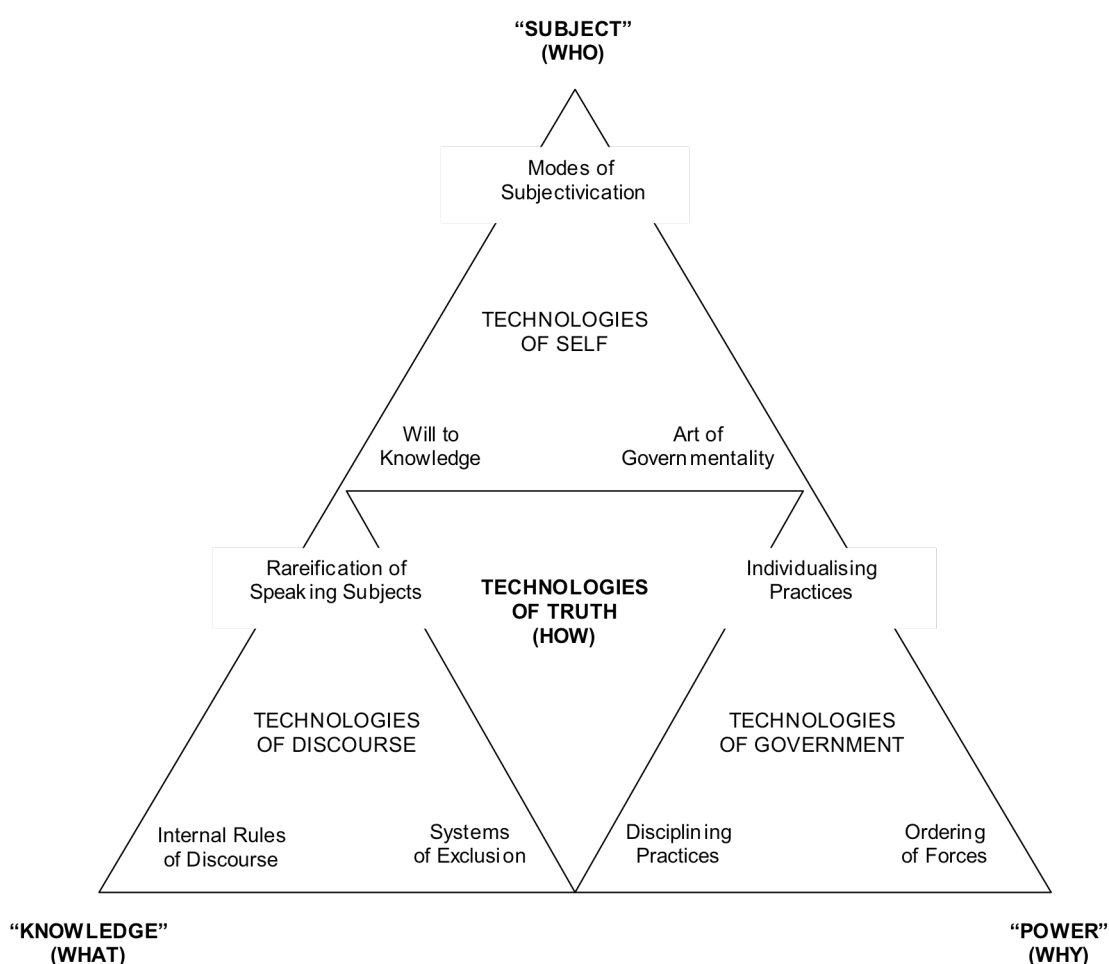 “SUBJECT”
(WHO)
Modes of
Subjectivication
TECHNOLOGIES
OF SELF
Will to
Knowledge
Art of
Governmentality
Rareification of
Speaking Subjects
TECHNOLOGIES
OF TRUTH
(HOW)
Individualising
Practices
TECHNOLOGIES
OF DISCOURSE
TECHNOLOGIES
OF GOVERNMENT
Internal Rules
of Discourse
Systems
of Exclusion
Disciplining
Practices
Ordering
of Forces
“KNOWLEDGE”
(WHAT)
“POWER”
(WHY)